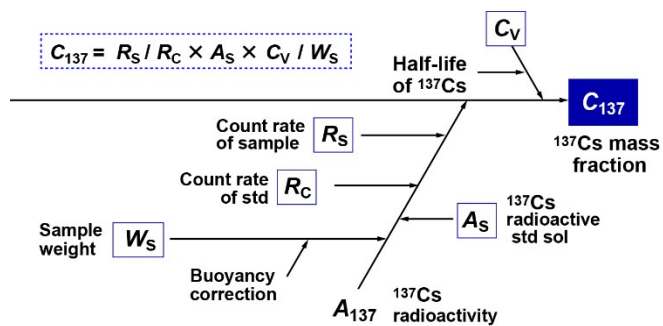 C137 = RS / RC × AS × CV / WS
CV
Half-life
of 137Cs
C137
137Cs mass
fraction
Count rate
of sample
RS
Count rate
of std
RC
AS
137Cs
radioactive
std sol
Sample
weight
WS
Buoyancy
correction
A137
137Cs
radioactivity